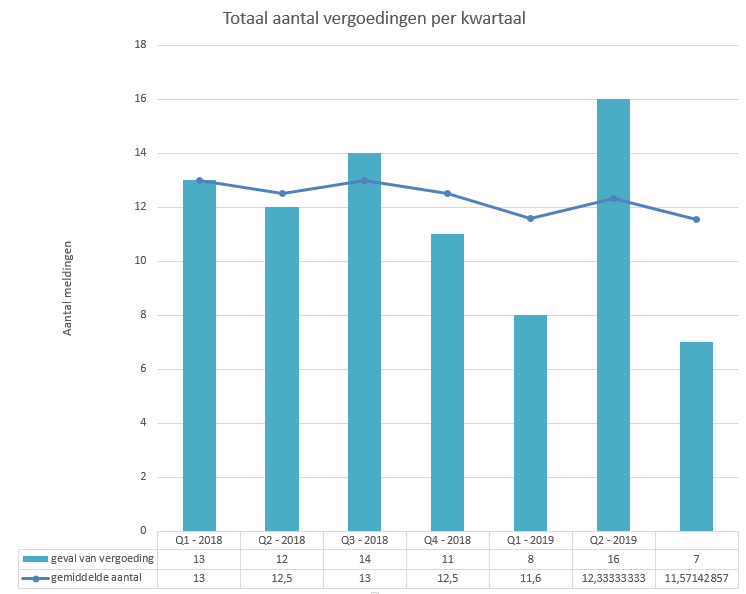 Totaal aantal vergoedingen per kwartaal
18
16
14
12
10
8
6
4
2
0
Aantal meldingen
Q1 - 2018 Q2 - 2018 Q3 - 2018 Q4 - 2018 Q1 - 2019 Q2 - 2019
geval van vergoeding 13 12 14 11 8 16 7
gemiddelde aantal 13 12,5 13 12,5 11,6 12,33333333 11,57142857